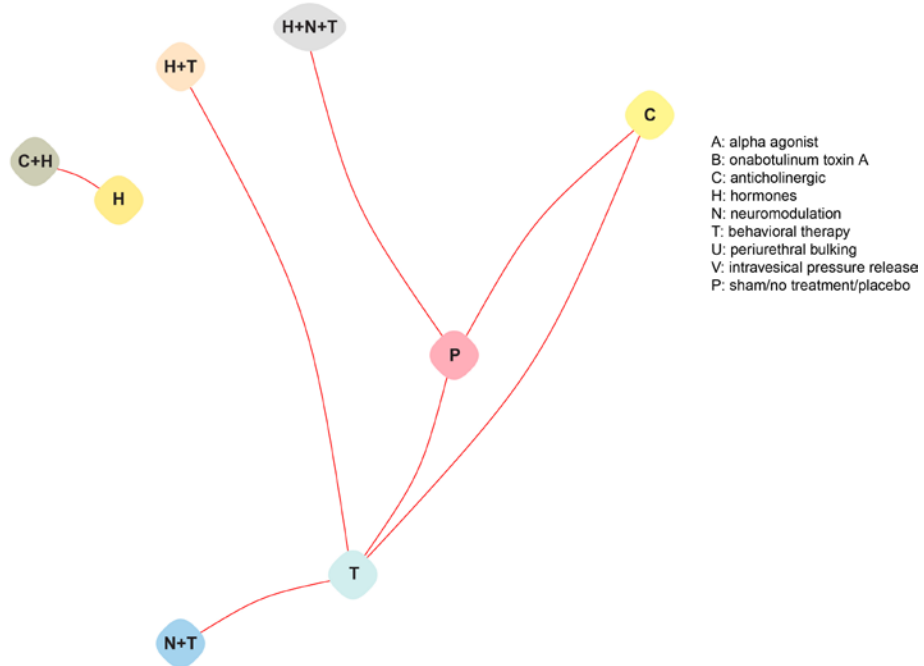 H+N+T
H+T
C
C+H
H
P
T
N+T
A: alpha agonist
B: onabotulinum toxin A
C: anticholinergic
H: hormones
N: neuromodulation
T: behavioral therapy
U: periurethral bulking
V: intravesical pressure release
P: sham/no treatment/placebo